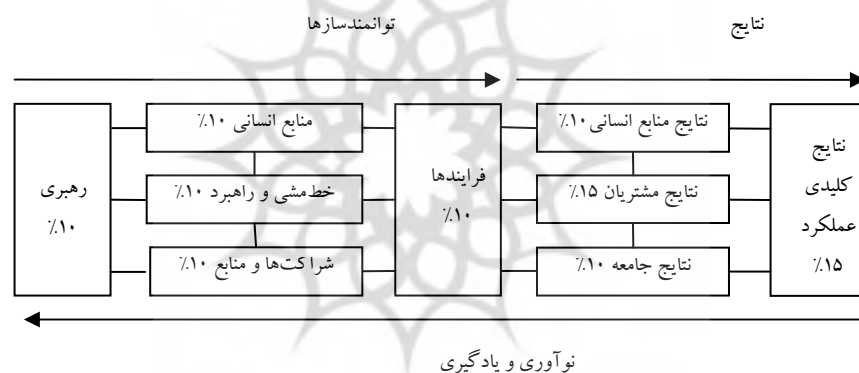 توانمندسازها
نتایج
رهبری
٪۱۰
منابع انسانی ۱۰٪
خط‌مشی و راهبرد ۱۰٪
شراکت‌ها و منابع ۱۰٪
فرایندها
٪۱۰
نتایج منابع انسانی ۱۰٪
نتایج مشتریان ۱۵٪
نتایج جامعه ۱۰٪
نتایج
کلیدی
عملکرد
٪۱۵
نوآوری و یادگیری